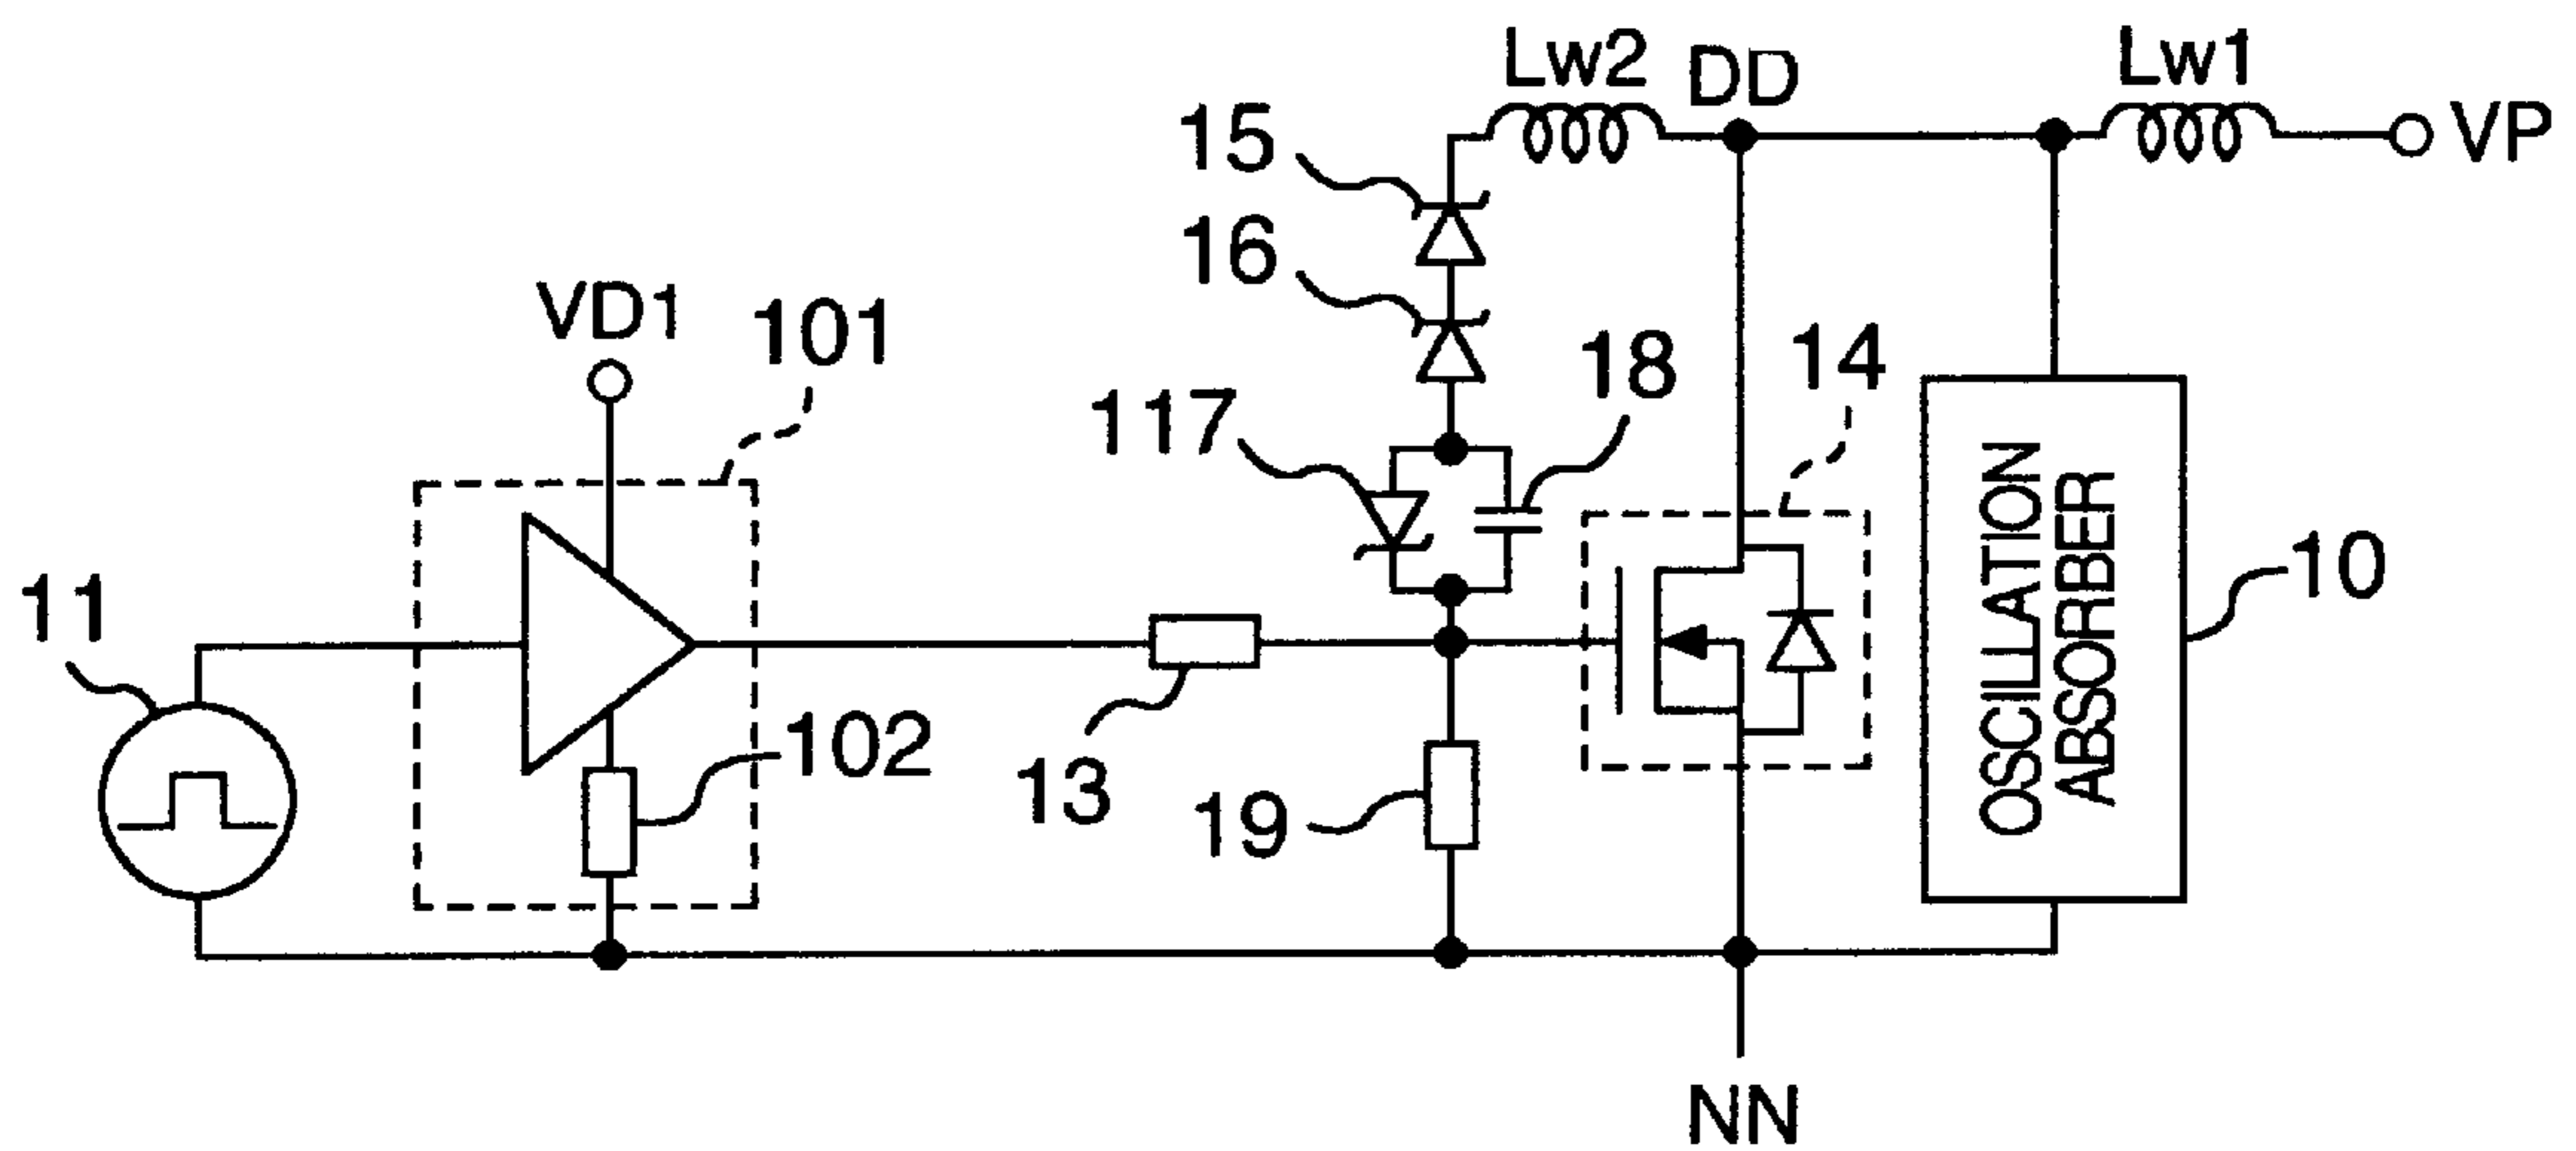 Lw2
DD
Lw1
VP
15
16
VD1
101
18
14
117
OSCILLATION
ABSORBER
10
11
102
13
19
NN